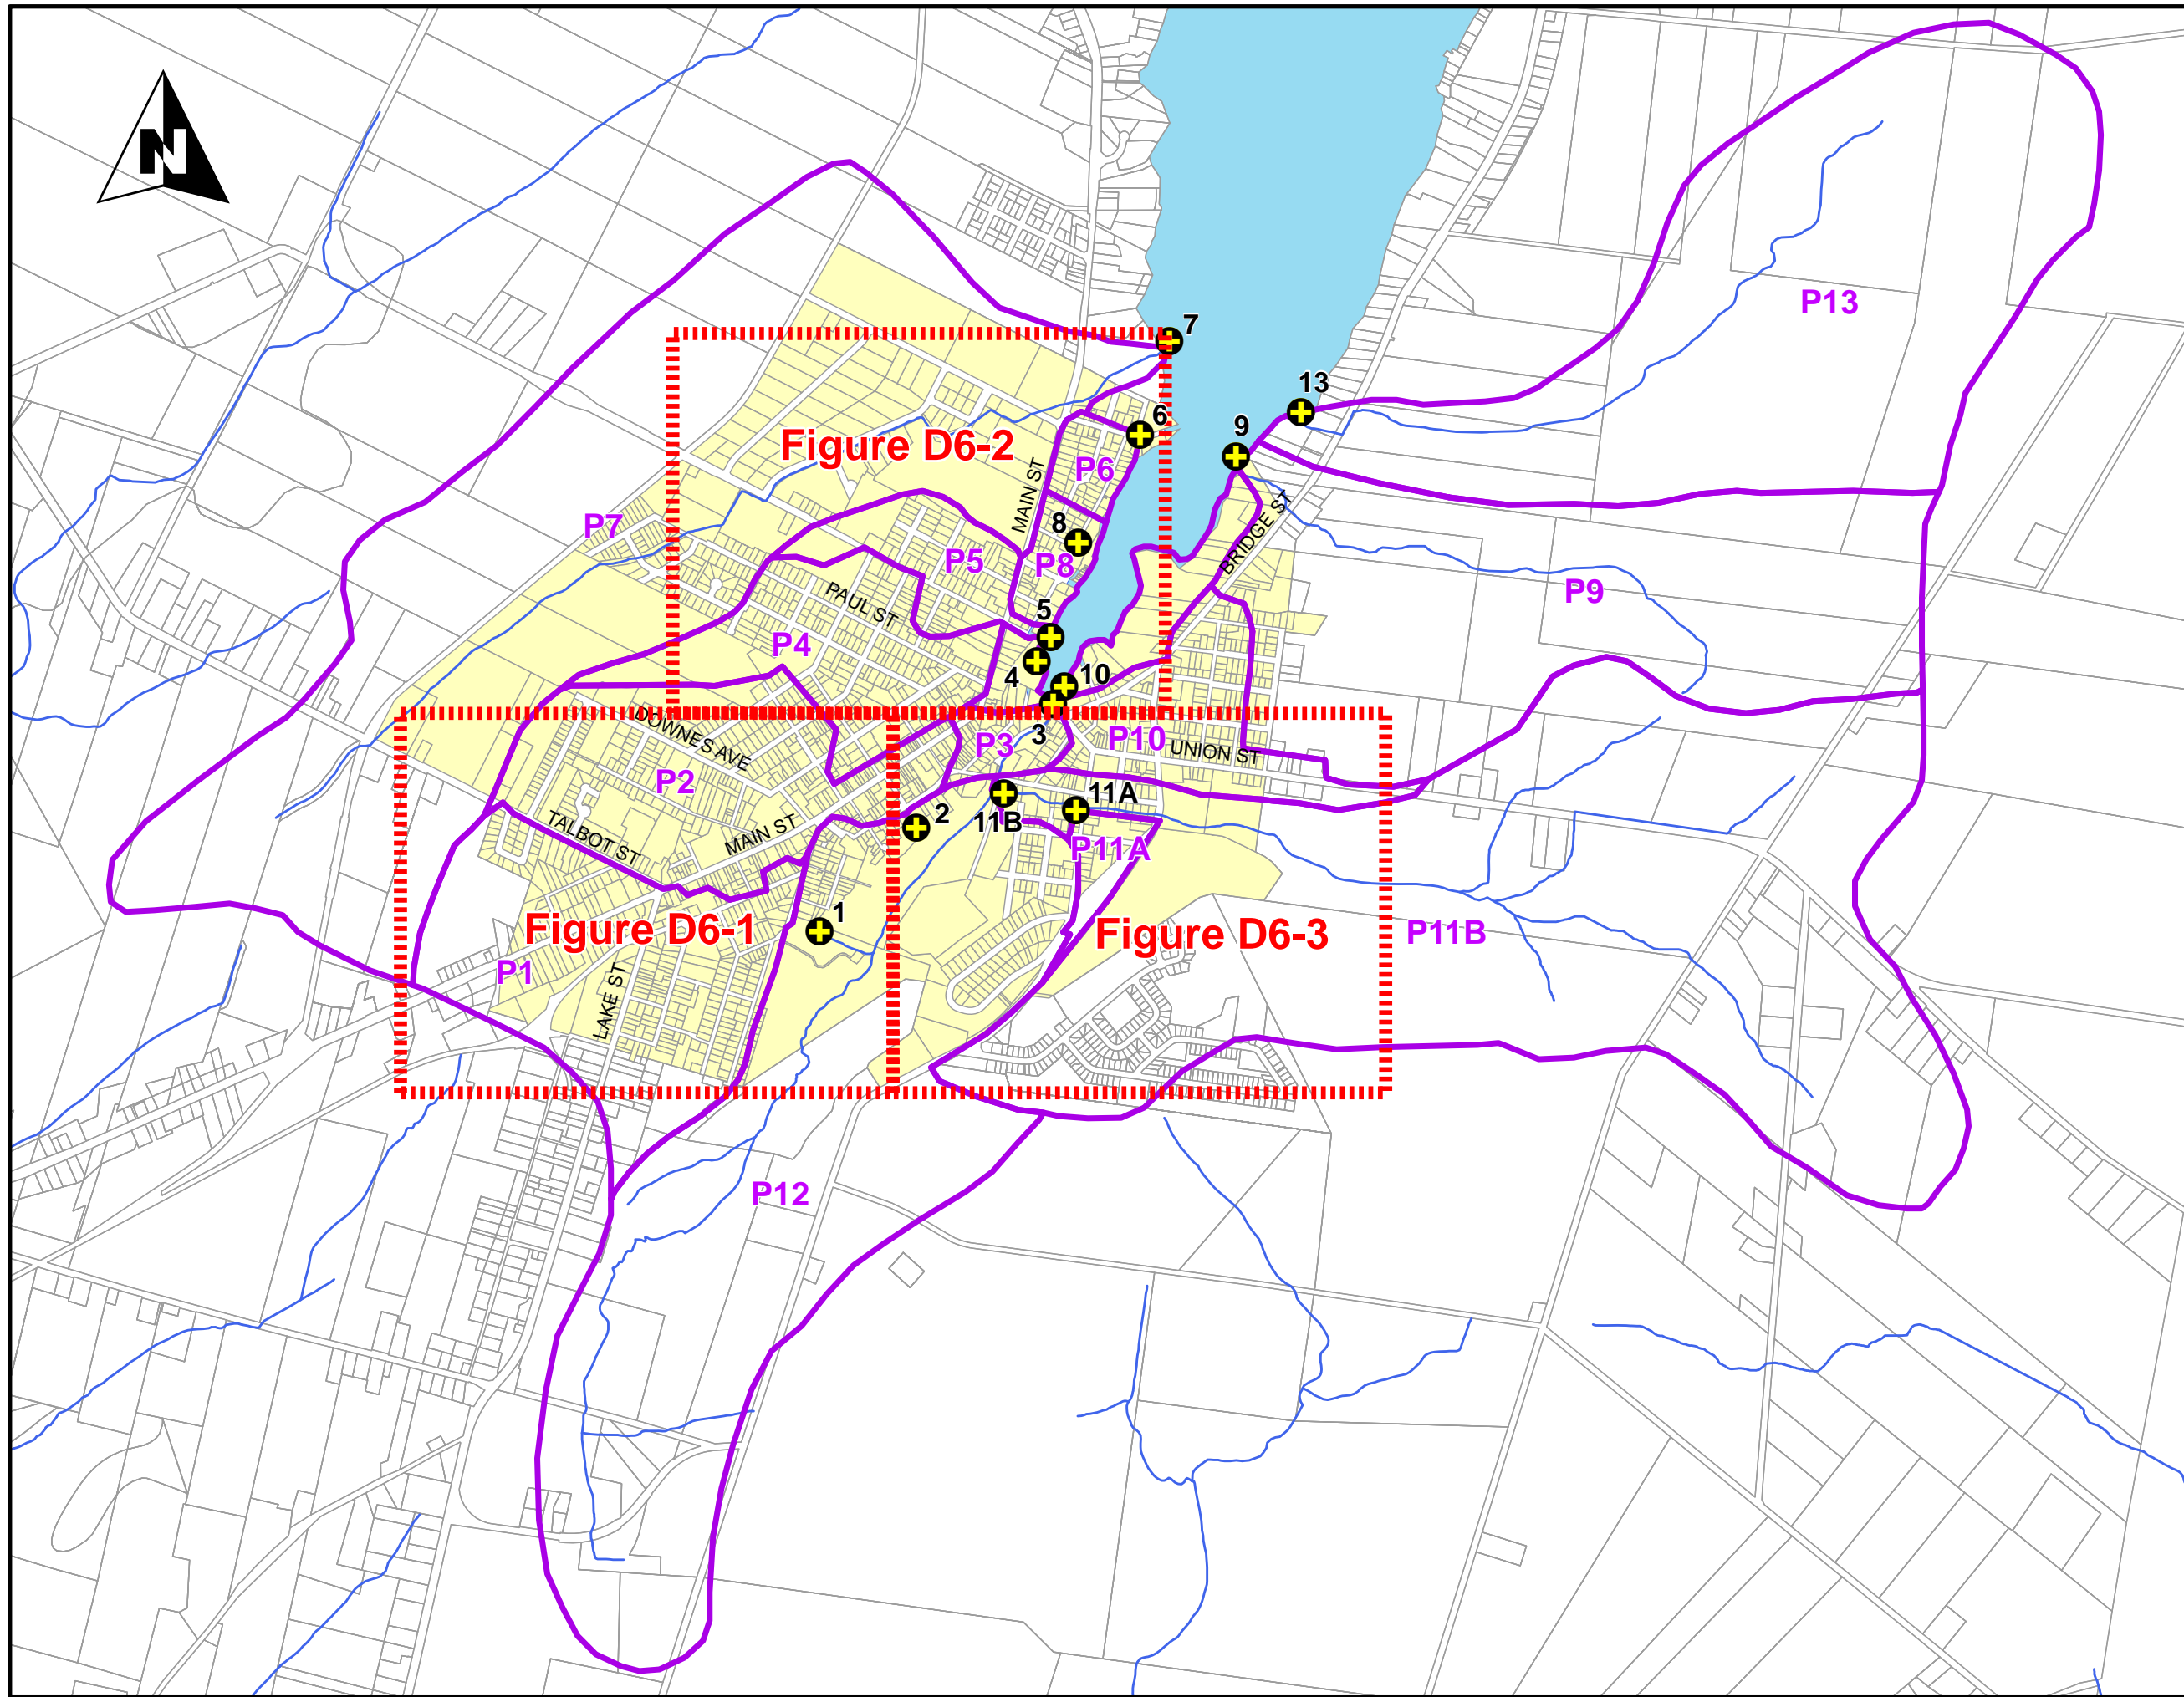 N
P13
7
13
6
9
Figure D6-2
MAIN ST
P6
BRIDGE ST
P7
8
P5
P8
P9
PAUL ST
5
P4
4
10
DOWNES AVE
3
P3
P10
UNION ST
P2
2
11A
11B
TALBOT ST
MAIN ST
P11A
1
Figure D6-1
Figure D6-3
P11B
P1
LAKE ST
P12